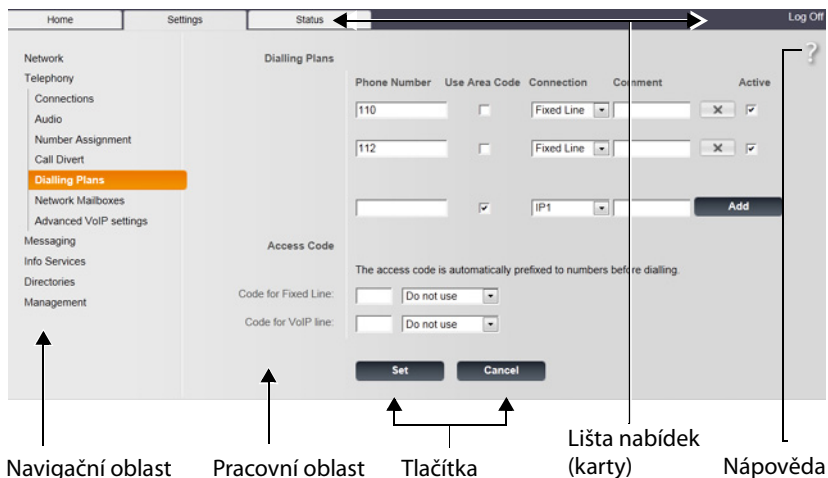 Home Settings Status Log Off
?
Network
Telephony
Connections
Audio
Number Assignment
Call Divert
Dialling Plans
Network Mailboxes
Advanced VoIP settings
Messaging
Info Services
Directories
Management
Dialling Plans
Phone Number Use Area Code Connection Comment Active
110 Fixed Line
112 Fixed Line
IP1 Add
Access Code
The access code is automatically prefixed to numbers before dialling.
Code for Fixed Line: Do not use
Code for VoIP line: Do not use
Set Cancel
Navigační oblast
Pracovní oblast
Tlačítka
Lišta nabídek
(karty)
Nápověda